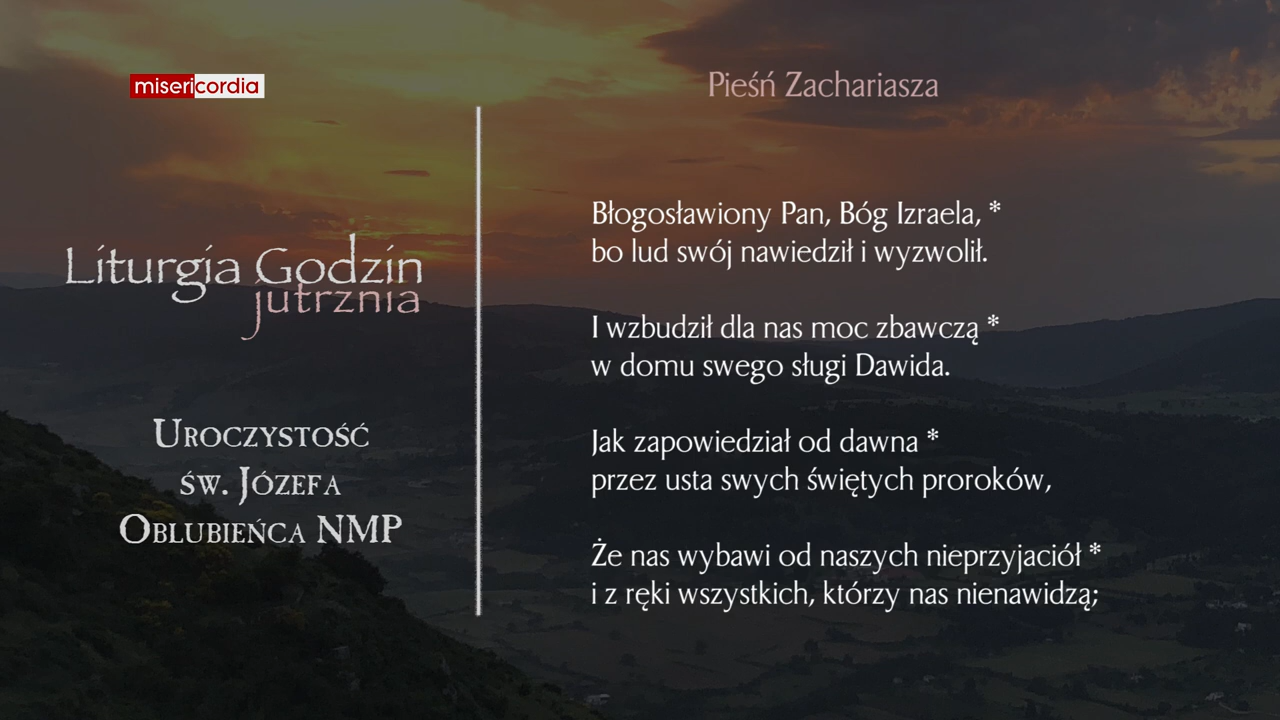 misericordia
Liturgia Godzin
jutrznia
Uroczystość
św. Józefa
Oblubieńca NMP
Pieśń Zachariasza
Błogosławiony Pan, Bóg Izraela, *
bo lud swój nawiedził i wyzwolił.
I wzbudził dla nas moc zbawczą *
w domu swego sługi Dawida.
Jak zapowiedział od dawna *
przez usta swych świętych proroków,
Że nas wybawi od naszych nieprzyjaciół *
i z ręki wszystkich, którzy nas nienawidzą;